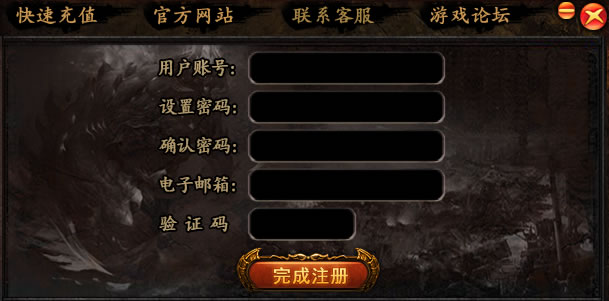 快速充值 官方网站 联系客服 游戏论坛
用户账号:
设置密码:
确认密码:
电子邮箱:
验证码
完成注册